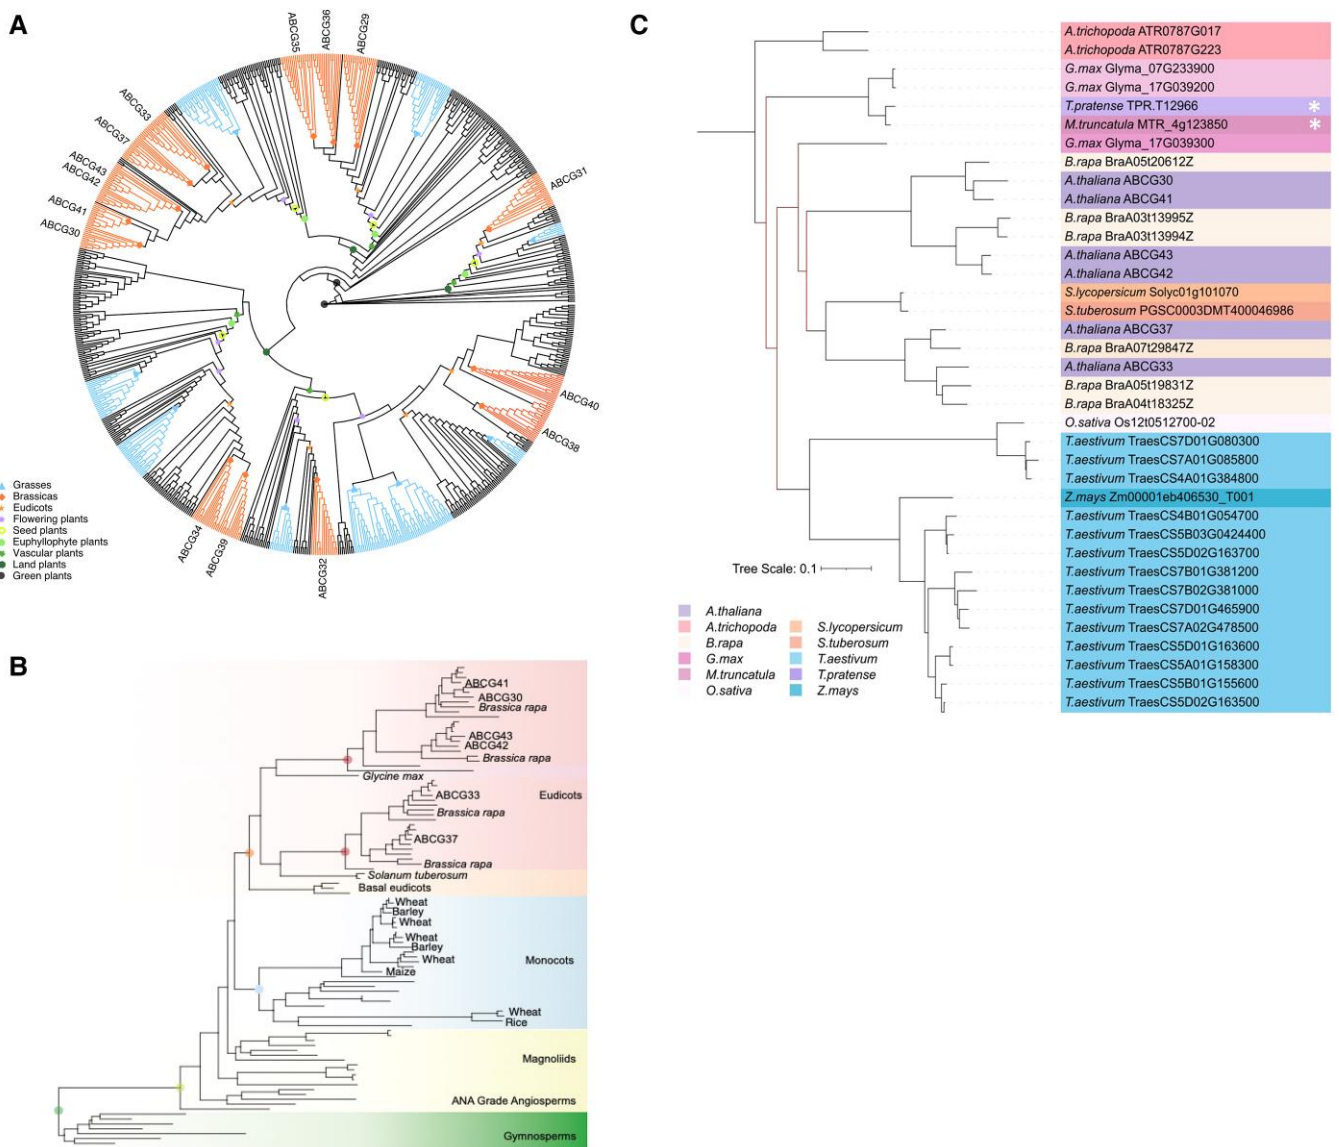 A
ABCG35
ABCG36
ABCG29
ABCG33
ABCG37
ABCG43
ABCG42
ABCG41
ABCG30
ABCG31
ABCG40
ABCG38
ABCG34
ABCG39
ABCG32
Grasses
Brassicas
Eudicots
Flowering plants
Seed plants
Euphyllophyte plants
Vascular plants
Land plants
Green plants
B
ABCG41
ABCG30
Brassica rapa
ABCG43
ABCG42
Brassica rapa
Glycine max
ABCG33
Eudicots
Brassica rapa
ABCG37
Brassica rapa
Solanum tuberosum
Basal eudicots
Wheat
Barley
Wheat
Wheat
Barley
Wheat
Monocots
Maize
Wheat
Rice
Magnoliids
ANA Grade Angiosperms
Gymnosperms
C
A.trichopoda ATR0787G017
A.trichopoda ATR0787G223
G.max Glyma_07G233900
G.max Glyma_17G039200
T.pratense TPR.T12966 *
M.truncatula MTR_4g123850 *
G.max Glyma_17G039300
B.rapa BraA05t20612Z
A.thaliana ABCG30
A.thaliana ABCG41
B.rapa BraA03t13995Z
B.rapa BraA03t13994Z
A.thaliana ABCG43
A.thaliana ABCG42
S.lycopersicum Solyc01g101070
S.tuberosum PGSC0003DMT400046986
A.thaliana ABCG37
B.rapa BraA07t29847Z
A.thaliana ABCG33
B.rapa BraA05t19831Z
B.rapa BraA04t18325Z
O.sativa Os12t0512700-02
T.aestivum TraesCS7D01G080300
T.aestivum TraesCS7A01G085800
T.aestivum TraesCS4A01G384800
Z.mays Zm00001eb406530_T001
T.aestivum TraesCS4B01G054700
T.aestivum TraesCS5B03G0424400
T.aestivum TraesCS5D02G163700
T.aestivum TraesCS7B01G381200
T.aestivum TraesCS7B02G381000
T.aestivum TraesCS7D01G465900
T.aestivum TraesCS7A02G478500
T.aestivum TraesCS5D01G163600
T.aestivum TraesCS5A01G158300
T.aestivum TraesCS5B01G155600
T.aestivum TraesCS5D02G163500
Tree Scale: 0.1
A.thaliana
A.trichopoda
B.rapa
G.max
M.truncatula
O.sativa
S.lycopersicum
S.tuberosum
T.aestivum
T.pratense
Z.mays